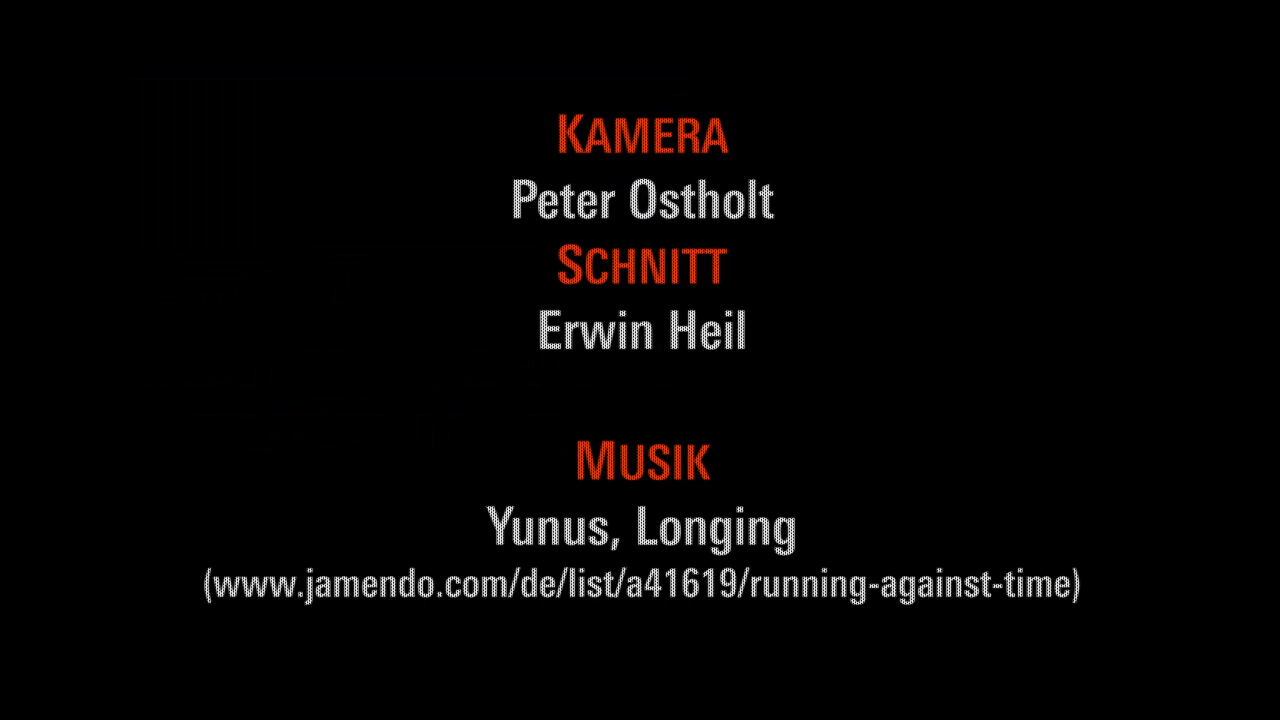 KAMERA
Peter Ostholt
SCHNITT
Erwin Heil
MUSIK
Yunus, Longing
(www.jamendo.com/de/list/a41619/running-against-time)